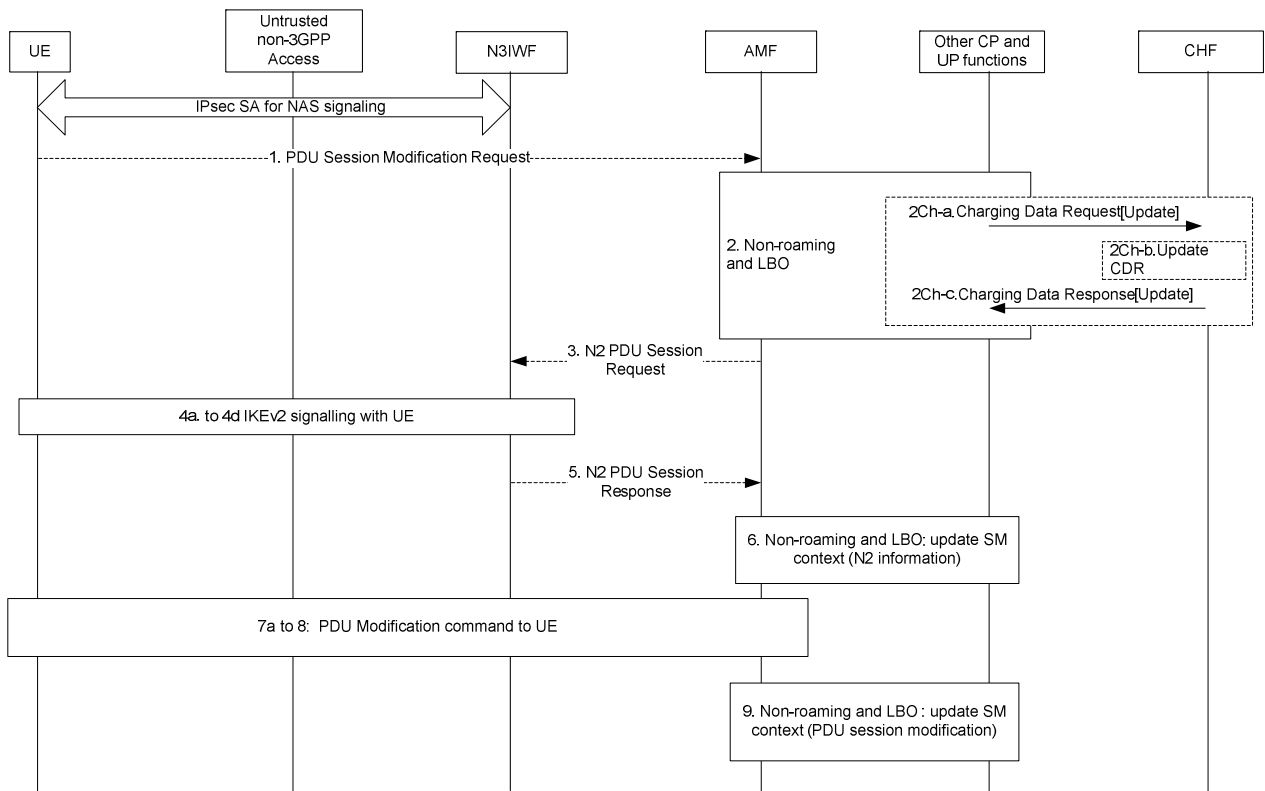 UE
Untrusted
non-3GPP
Access
N3IWF
AMF
Other CP and
UP functions
CHF
IPsec SA for NAS signaling
1. PDU Session Modification Request
2Ch-a.Charging Data Request[Update]
2. Non-roaming
and LBO
2Ch-b.Update
CDR
2Ch-c.Charging Data Response[Update]
3. N2 PDU Session
Request
4a. to 4d IKEv2 signalling with UE
5. N2 PDU Session
Response
6. Non-roaming and LBO: update SM
context (N2 information)
7a to 8: PDU Modification command to UE
9. Non-roaming and LBO : update SM
context (PDU session modification)